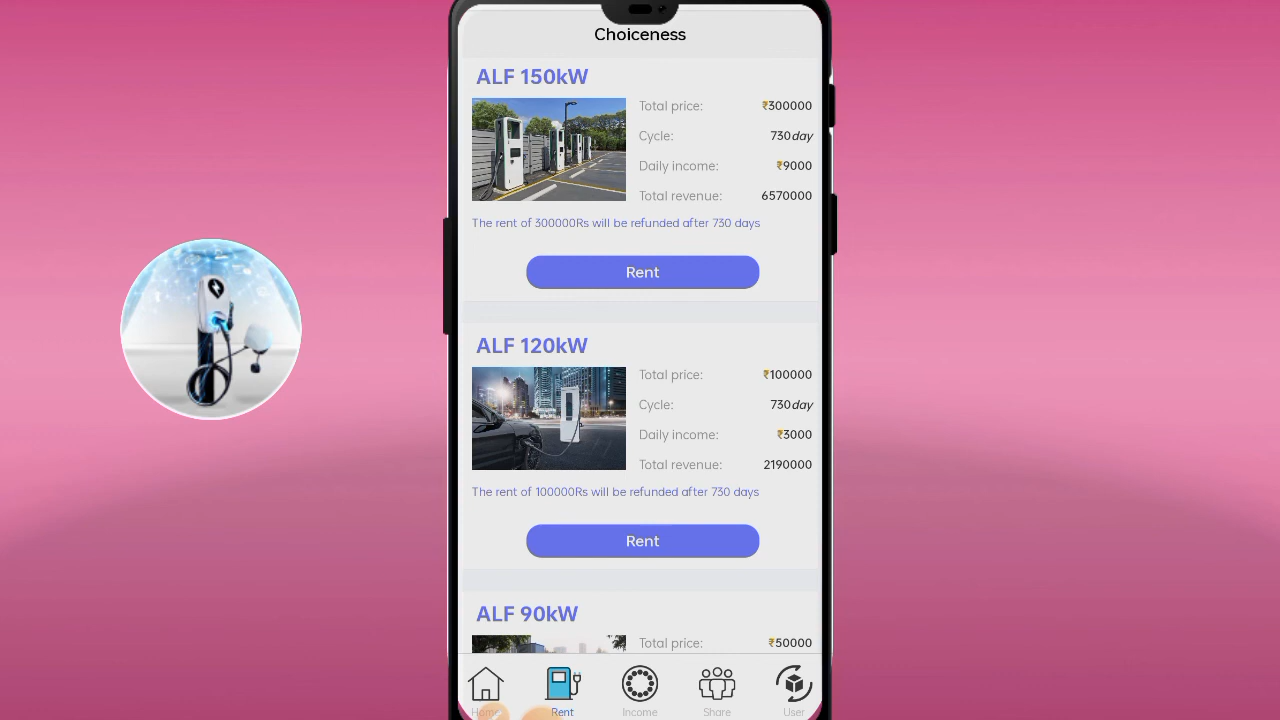 Choiceness
ALF 150kW
Total price: ₹300000
Cycle: 730day
Daily income: ₹9000
Total revenue: 6570000
The rent of 300000Rs will be refunded after 730 days
Rent
ALF 120kW
Total price: ₹100000
Cycle: 730day
Daily income: ₹3000
Total revenue: 2190000
The rent of 100000Rs will be refunded after 730 days
Rent
ALF 90kW
Total price: ₹50000
Home Rent Income Share User